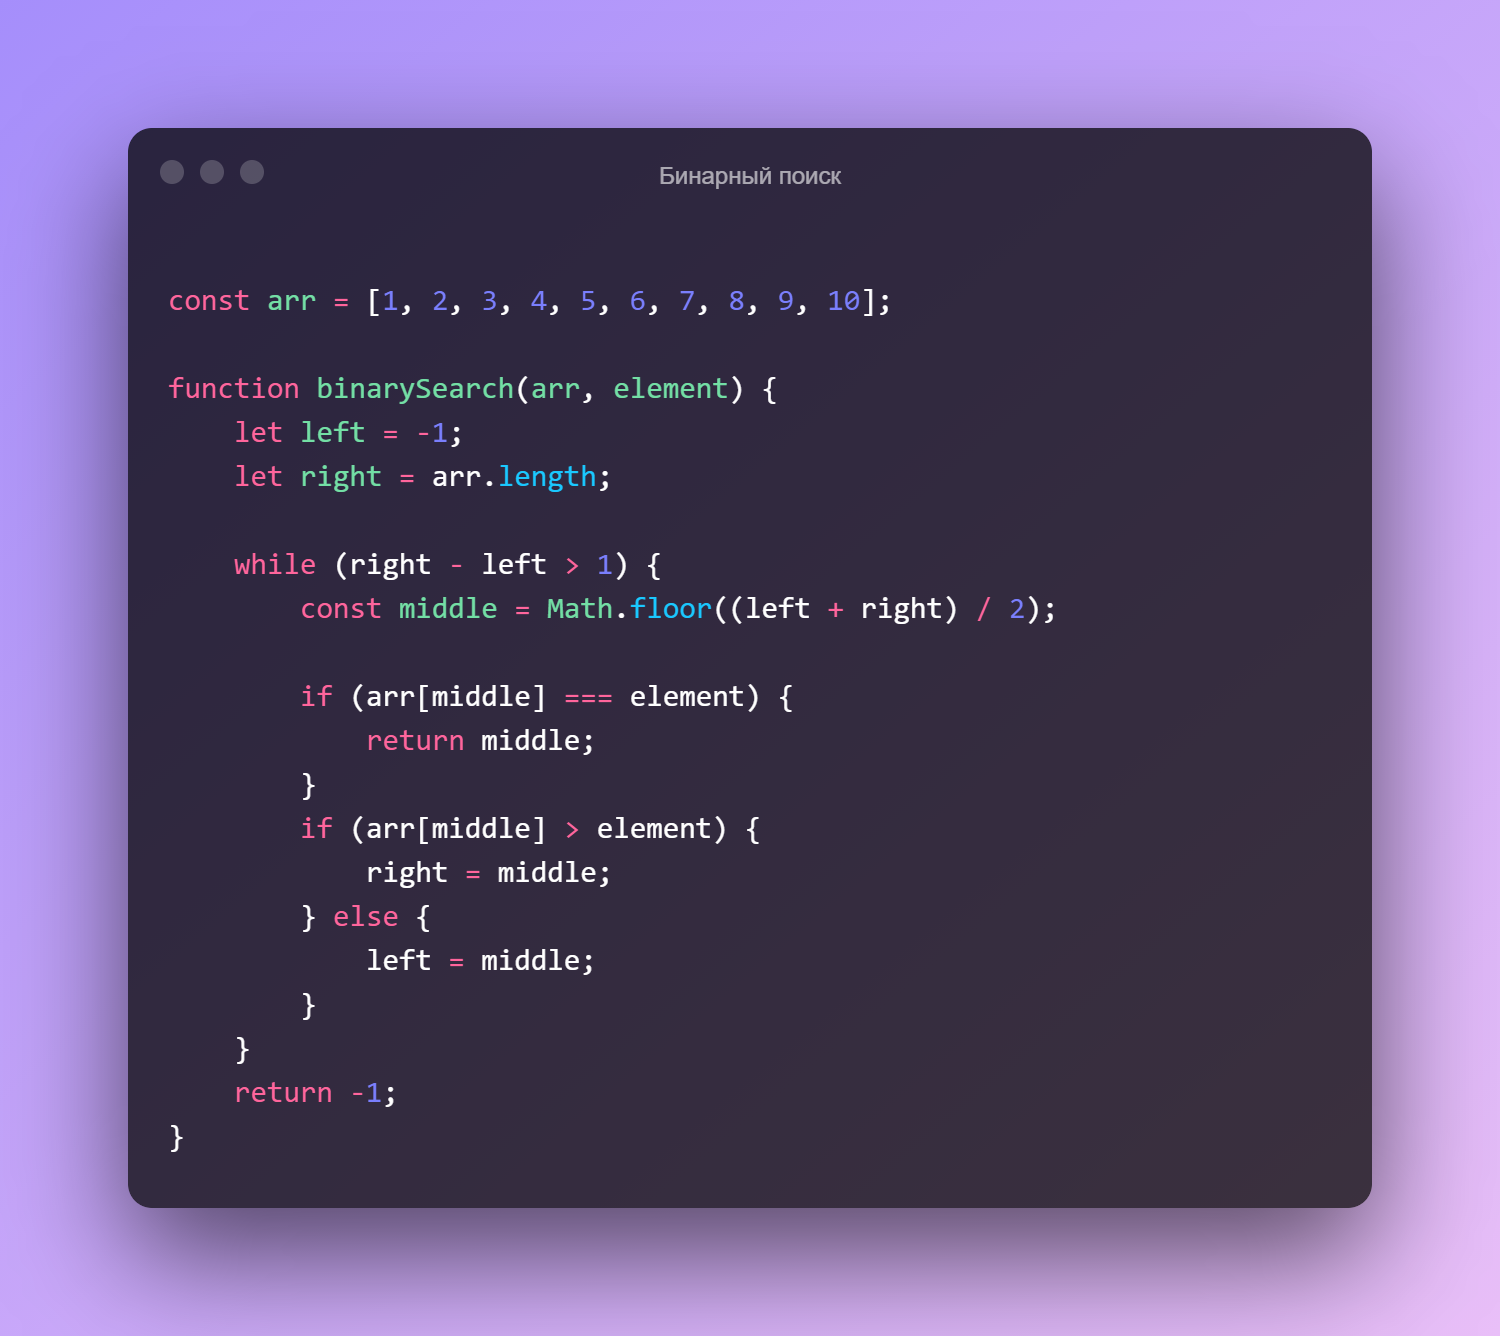 Бинарный поиск
const arr = [1, 2, 3, 4, 5, 6, 7, 8, 9, 10];
function binarySearch(arr, element) {
    let left = -1;
    let right = arr.length;
    while (right - left > 1) {
        const middle = Math.floor((left + right) / 2);
        if (arr[middle] === element) {
            return middle;
        }
        if (arr[middle] > element) {
            right = middle;
        } else {
            left = middle;
        }
    }
    return -1;
}